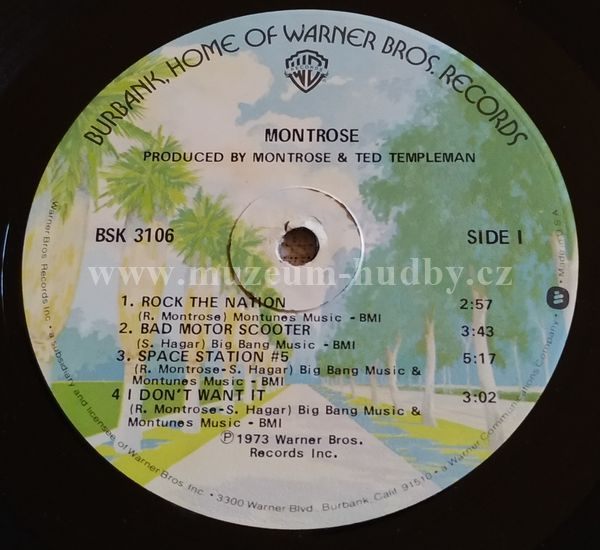 BURBANK, HOME OF WARNER BROS. RECORDS
WB
RECORDS
MONTROSE
PRODUCED BY MONTROSE & TED TEMPLEMAN
BSK 3106
SIDE I
www.muzeum-hudby.cz
1. ROCK THE NATION 2:57
(R. Montrose) Montunes Music - BMI
2. BAD MOTOR SCOOTER 3:43
(S. Hagar) Big Bang Music - BMI
3. SPACE STATION #5 5:17
(R. Montrose-S. Hagar) Big Bang Music &
Montunes Music - BMI
4 I DON'T WANT IT 3:02
(R. Montrose-S. Hagar) Big Bang Music &
Montunes Music - BMI
Ⓟ1973 Warner Bros.
Records Inc.
Warner Bros. Records Inc. • a subsidiary and licensee of Warner Bros. Inc. • 3300 Warner Blvd., Burbank, Calif. 91510 • a Warner Communications Company • Made in U S A